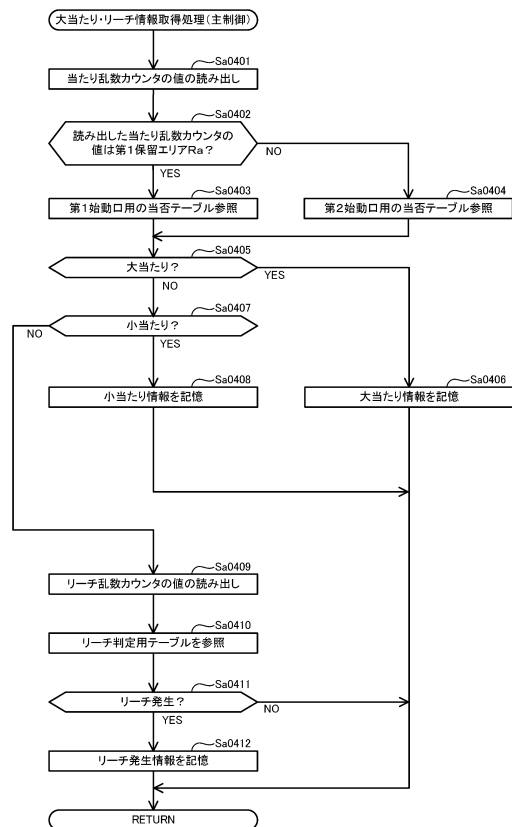 大当たり・リーチ情報取得処理(主制御)
Sa0401
当たり乱数カウンタの値の読み出し
Sa0402
読み出した当たり乱数カウンタの
値は第1保留エリアRa?
NO
YES
Sa0403
第1始動口用の当否テーブル参照
Sa0404
第2始動口用の当否テーブル参照
Sa0405
大当たり?
YES
NO
Sa0407
小当たり?
NO
YES
Sa0408
小当たり情報を記憶
Sa0406
大当たり情報を記憶
Sa0409
リーチ乱数カウンタの値の読み出し
Sa0410
リーチ判定用テーブルを参照
Sa0411
リーチ発生?
NO
YES
Sa0412
リーチ発生情報を記憶
RETURN